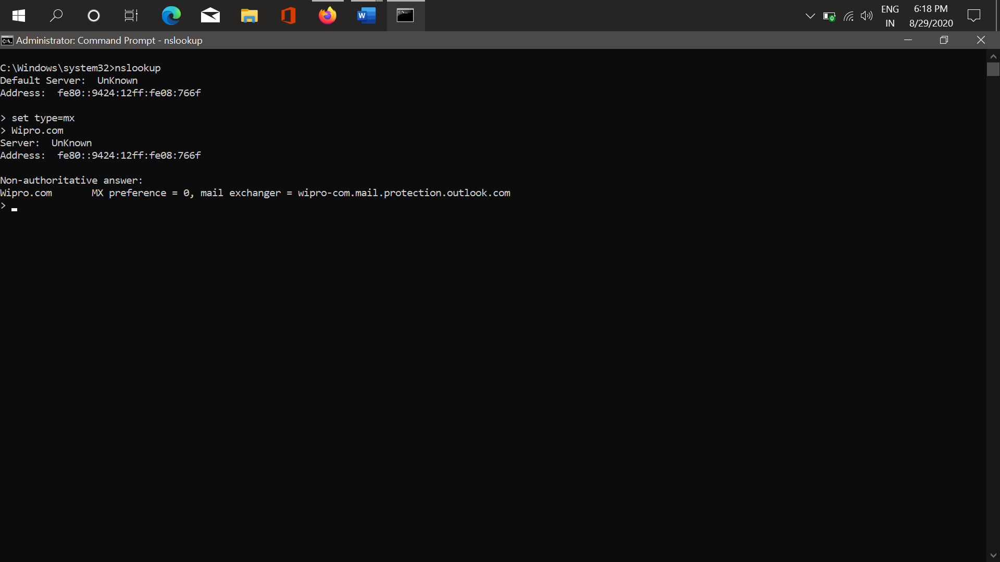 ENG
IN
6:18 PM
8/29/2020
Administrator: Command Prompt - nslookup
C:\Windows\system32>nslookup
Default Server:  UnKnown
Address:  fe80::9424:12ff:fe08:766f
> set type=mx
> Wipro.com
Server:  UnKnown
Address:  fe80::9424:12ff:fe08:766f
Non-authoritative answer:
Wipro.com       MX preference = 0, mail exchanger = wipro-com.mail.protection.outlook.com
>